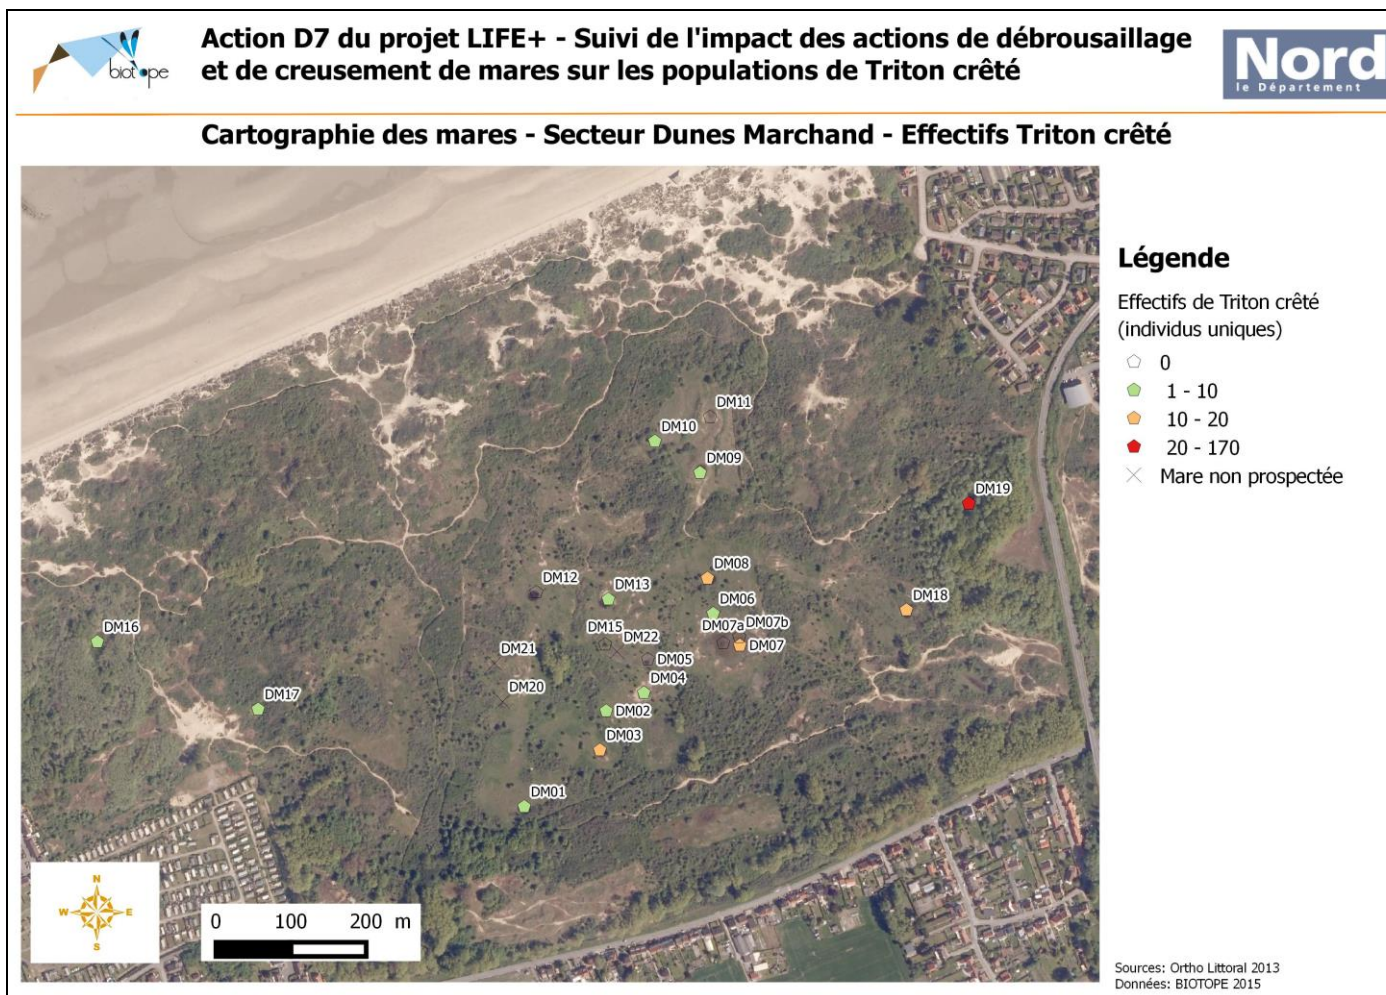 biotope
Action D7 du projet LIFE+ - Suivi de l'impact des actions de débrousaillage
et de creusement de mares sur les populations de Triton crêté
Nord
le Département
Cartographie des mares - Secteur Dunes Marchand - Effectifs Triton crêté
DM11
DM10
DM09
DM19
DM08
DM12
DM13
DM06
DM18
DM16
DM15
DM22
DM07a
DM07b
DM07
DM21
DM05
DM04
DM20
DM17
DM02
DM03
DM01
N
W
E
S
0 100 200 m
Légende
Effectifs de Triton crêté
(individus uniques)
0
1 - 10
10 - 20
20 - 170
Mare non prospectée
Sources: Ortho Littoral 2013
Données: BIOTOPE 2015